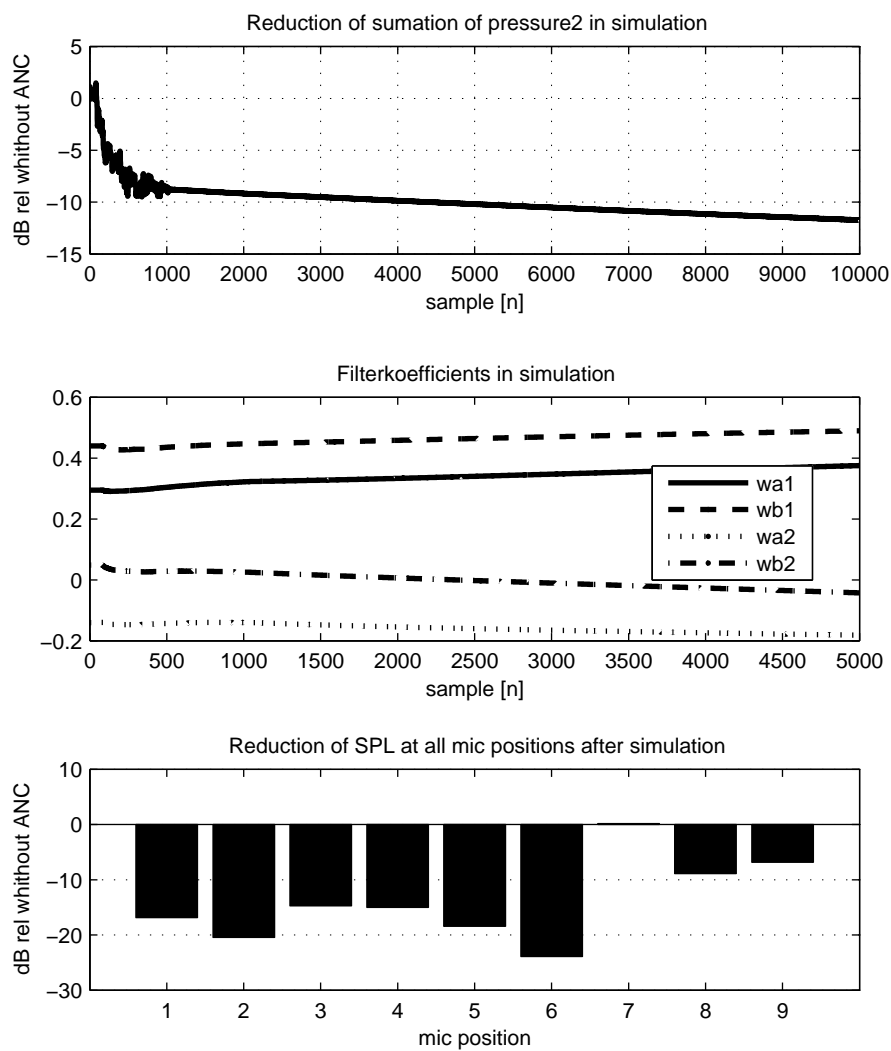 Reduction of sumation of pressure2 in simulation
5
0
−5
−10
−15
dB rel whithout ANC
0 1000 2000 3000 4000 5000 6000 7000 8000 9000 10000
sample [n]
Filterkoefficients in simulation
0.6
0.4
0.2
0
−0.2
wa1
wb1
wa2
wb2
0 500 1000 1500 2000 2500 3000 3500 4000 4500 5000
sample [n]
Reduction of SPL at all mic positions after simulation
10
0
−10
−20
−30
dB rel whithout ANC
1 2 3 4 5 6 7 8 9
mic position